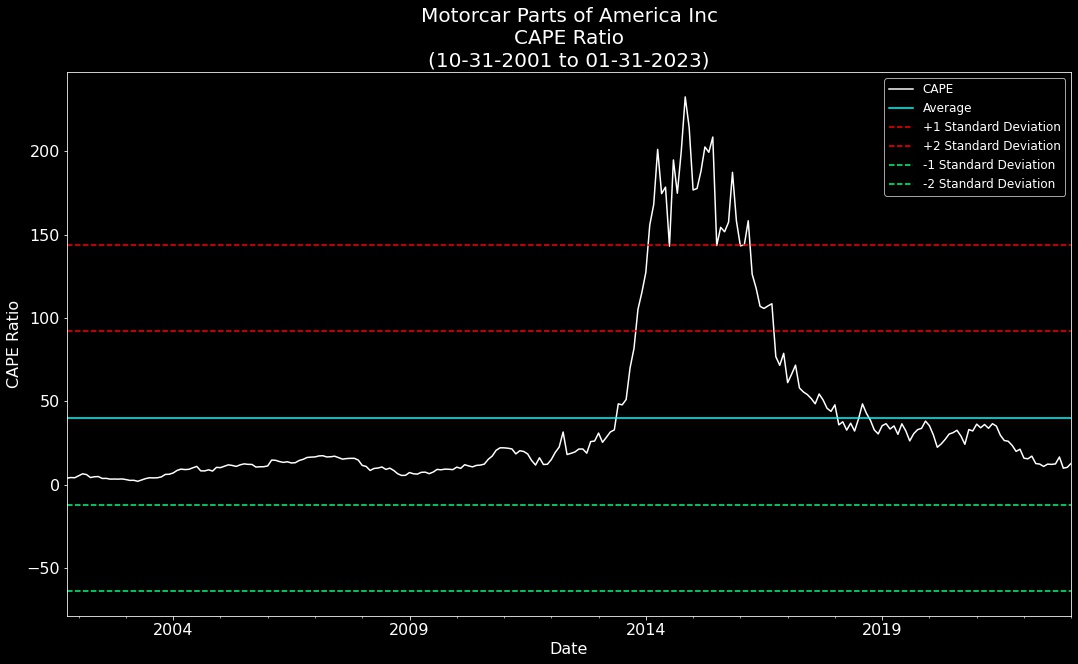 Motorcar Parts of America Inc
CAPE Ratio
(10-31-2001 to 01-31-2023)
CAPE
Average
+1 Standard Deviation
+2 Standard Deviation
-1 Standard Deviation
-2 Standard Deviation
CAPE Ratio
200
150
100
50
0
−50
2004
2009
2014
2019
Date